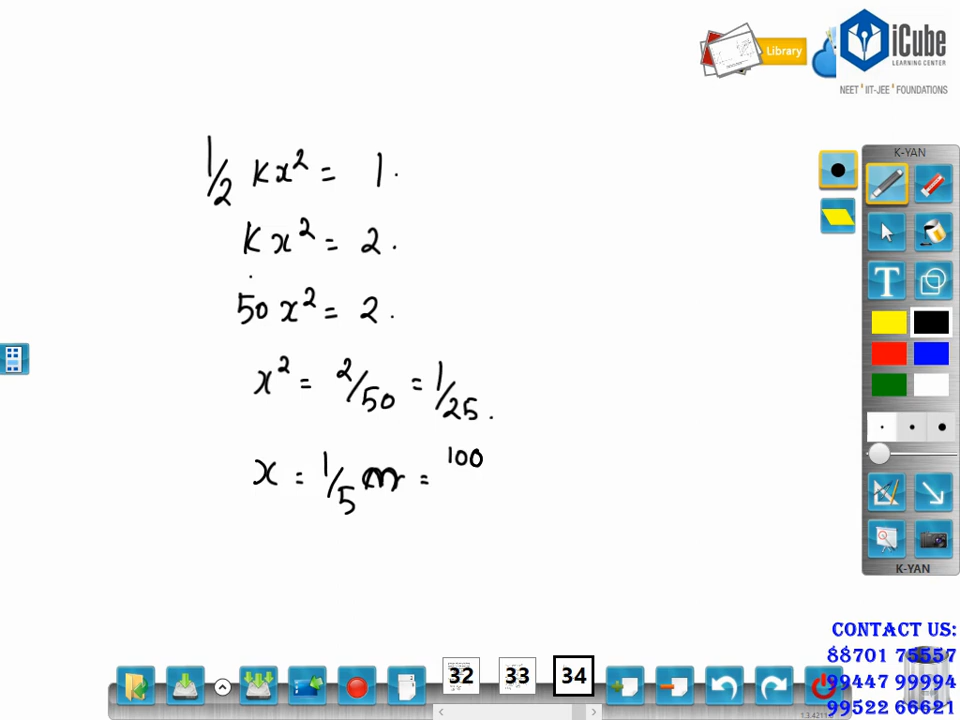 Library
iCube
LEARNING CENTER
NEET ' IIT-JEE ' FOUNDATIONS
K-YAN
1/2 Kx² = 1.
Kx² = 2.
50x² = 2.
x² = 2/50 = 1/25.
x = 1/5 m = 100
T
K-YAN
CONTACT US:
88701 75557
99447 99994
99522 66621
32
33
34